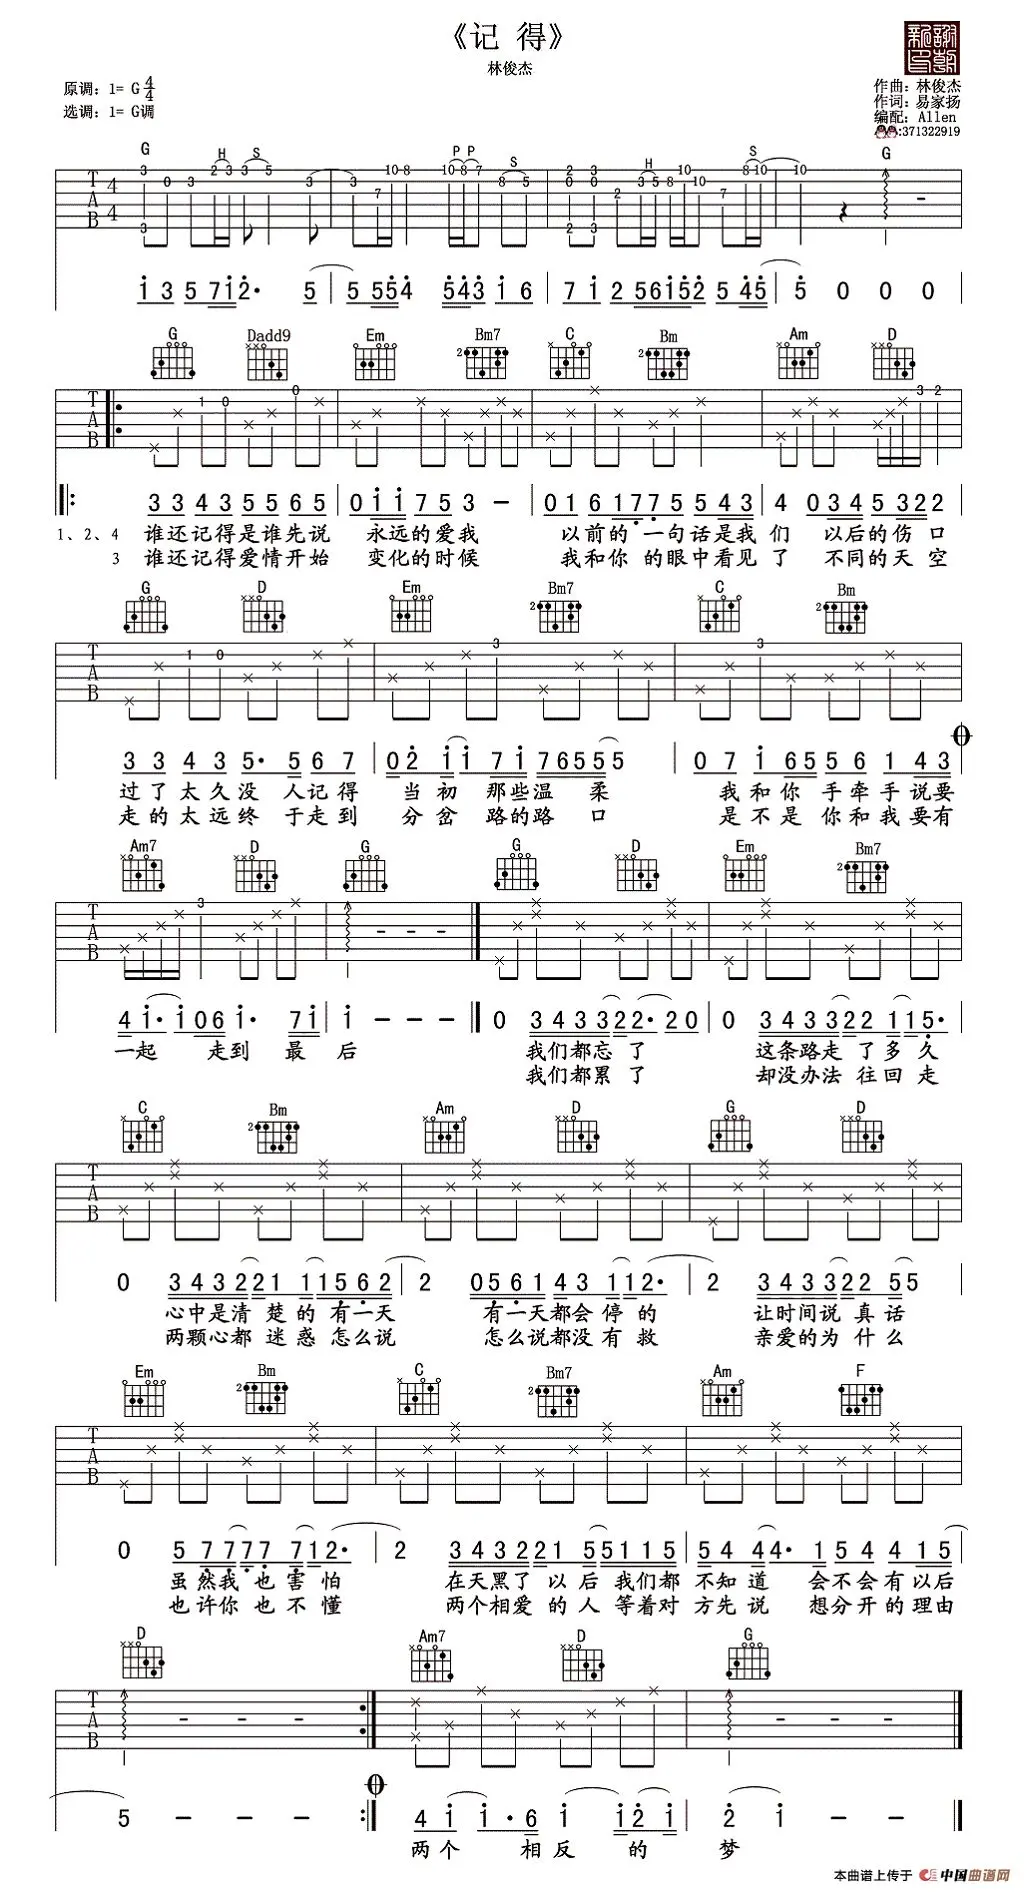 《记 得》
林俊杰
原调：1= G 4/4
选调：1= G调
谢朝新印
作曲：林俊杰
作词：易家扬
编配：Allen
:371322919
G H S P P S H S G
1 3 5 7 1 2· 5 5 5 5 4 5 4 3 1 6 7 1 2 5 6 1 5 2 5 4 5 5 0 0 0
G Dadd9 Em Bm7 C Bm Am D
3 3 4 3 5 5 6 5 0 1 1 7 5 3 － 0 1 6 1 7 7 5 5 4 3 4 0 3 4 5 3 2 2
1、2、4 谁还记得是谁先说 永远的爱我 以前的一句话是我们 以后的伤口
3 谁还记得爱情开始 变化的时候 我和你的眼中看见了 不同的天空
G D Em Bm7 C Bm
3 3 4 3 5· 5 6 7 0 2 1 1 7 1 7 6 5 5 5 5 0 7 1 6 5 5 6 1 4 3
过了太久没 人记得 当初 那些温 柔 我和你 手牵手说要
走的太远终 于走到 分岔 路的路 口 是不是 你和我要有
Am7 D G G D Em Bm7
4 1· 1 0 6 1· 7 1 1 － － － 0 3 4 3 3 2 2· 2 0 0 3 4 3 3 2 2 1 1 5·
一起 走到 最 后 我们都忘了 这条路走了多久
我们都累了 却没办法往回走
C Bm Am D G D
0 3 4 3 2 2 1 1 1 5 6 2 2 0 5 6 1 4 3 1 1 2· 2 3 4 3 3 2 2 5 5
心中是清楚的有一天 有一天都会停的 让时间说真话
两颗心都迷惑怎么说 怎么说都没有救 亲爱的为什么
Em Bm C Bm7 Am F
0 5 7 7 7 7 7 1 2· 2 3 4 3 2 2 1 5 5 1 1 5 5 4 4 4· 1 5 4 4 1 5
虽然我也害怕 在天黑了以后我们都 不知道 会不会有以后
也许你也不懂 两个相爱的人等着对 方先说 想分开的理由
D Am7 D G
5 － － － 4 1 1· 6 1 1 2 1 2 1 － －
两个 相反的 梦
本曲谱上传于 中国曲谱网